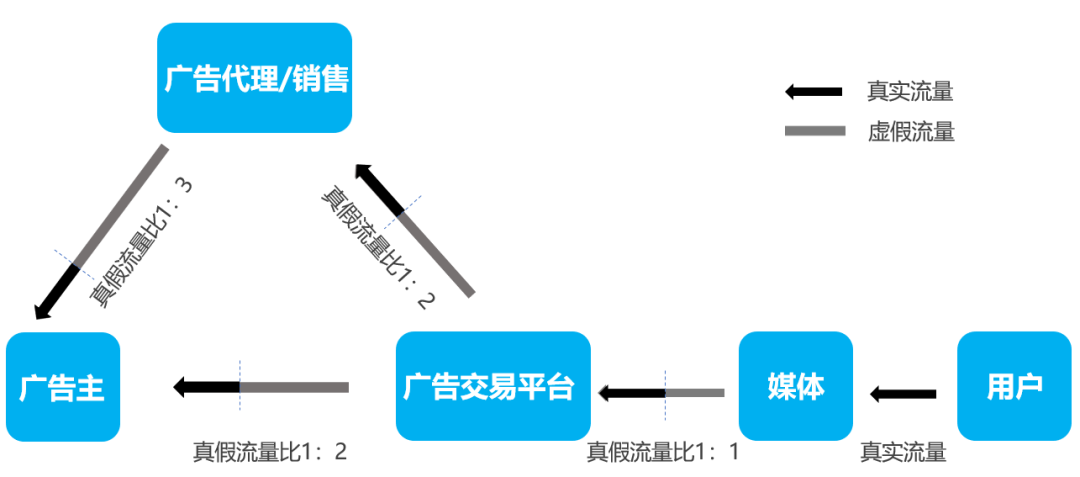 广告代理/销售
真实流量
虚假流量
真假流量比1：3
真假流量比1：2
广告主
广告交易平台
媒体
用户
真假流量比1：2
真假流量比1：1
真实流量